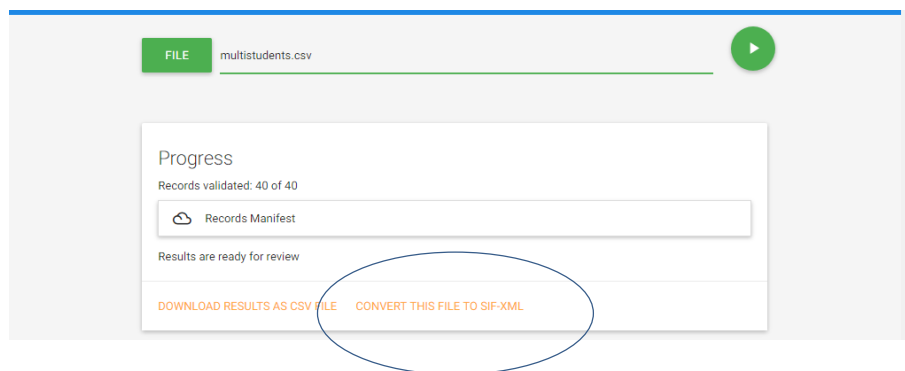 FILE multistudents.csv
Progress
Records validated: 40 of 40
Records Manifest
Results are ready for review
DOWNLOAD RESULTS AS CSV FILE CONVERT THIS FILE TO SIF-XML